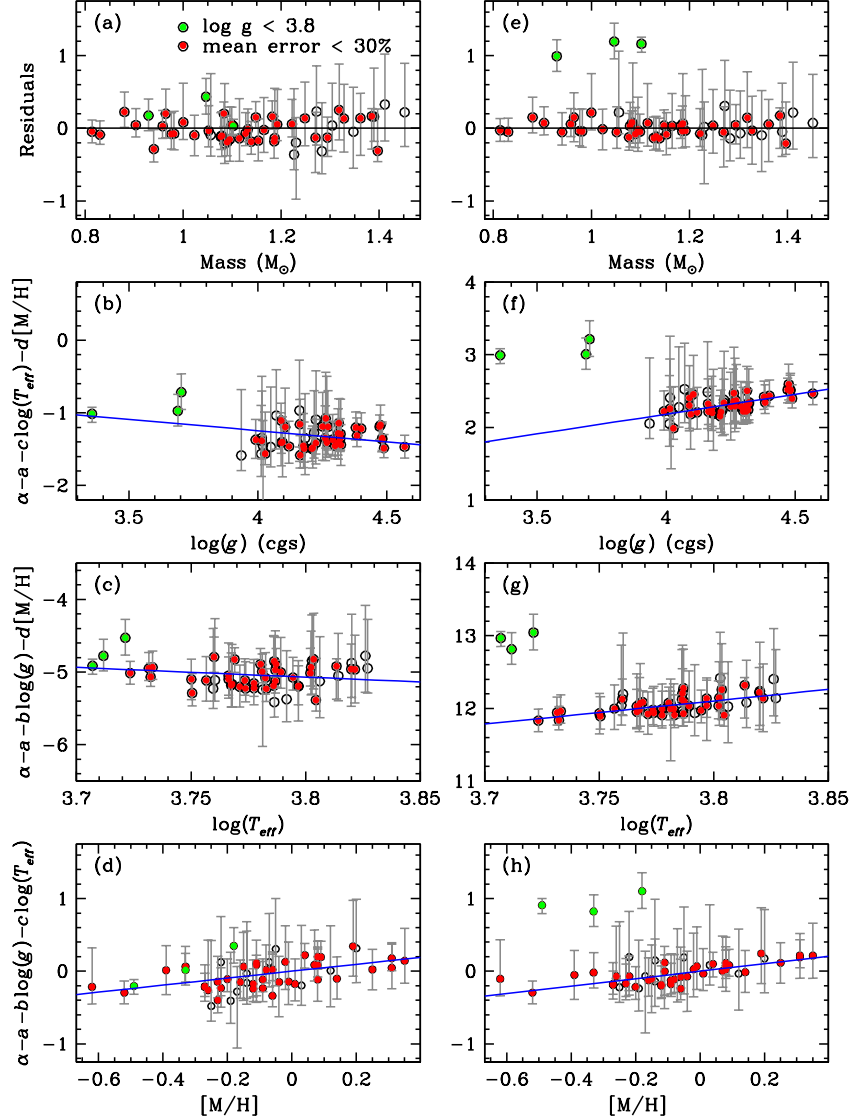 (a)
log g < 3.8
mean error < 30%
Residuals
1
0
−1
0.8
1
1.2
1.4
Mass (M⊙)
(e)
1
0
−1
0.8
1
1.2
1.4
Mass (M⊙)
(b)
α−a−clog(Teff)−d[M/H]
0
−1
−2
3.5
4
4.5
log(g) (cgs)
(f)
4
3
2
1
3.5
4
4.5
log(g) (cgs)
(c)
α−a−blog(g)−d[M/H]
−4
−5
−6
3.7
3.75
3.8
3.85
log(Teff)
(g)
14
13
12
11
3.7
3.75
3.8
3.85
log(Teff)
(d)
α−a−blog(g)−clog(Teff)
1
0
−1
−0.6
−0.4
−0.2
0
0.2
[M/H]
(h)
1
0
−1
−0.6
−0.4
−0.2
0
0.2
[M/H]